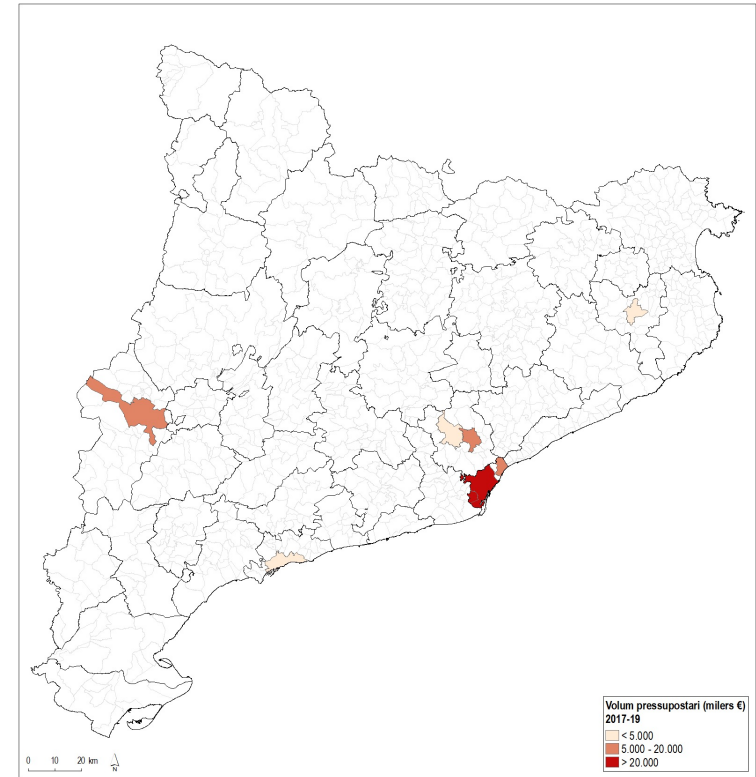 Volum pressupostari (milers €)
2017-19
< 5.000
5.000 - 20.000
> 20.000
0 10 20 km
N